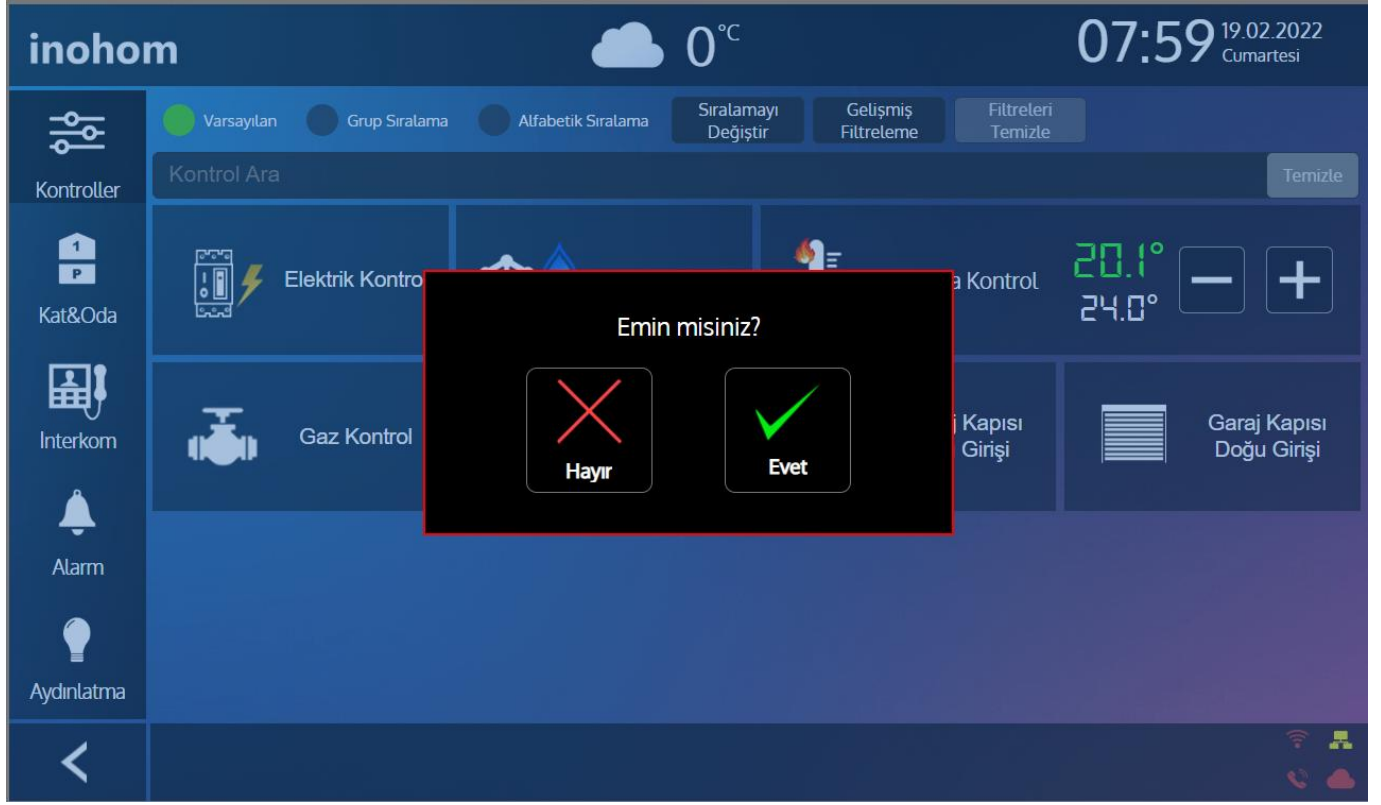 inohom
0°C
07:59
19.02.2022
Cumartesi
Kontroller
Varsayılan
Grup Sıralama
Alfabetik Sıralama
Sıralamayı
Değiştir
Gelişmiş
Filtreleme
Filtreleri
Temizle
Kontrol Ara
Temizle
1
P
Kat&Oda
Elektrik Kontro
Kontrol
20.1°
24.0°
Emin misiniz?
Hayır
Evet
Interkom
Gaz Kontrol
Kapısı
Girişi
Garaj Kapısı
Doğu Girişi
Alarm
Aydınlatma